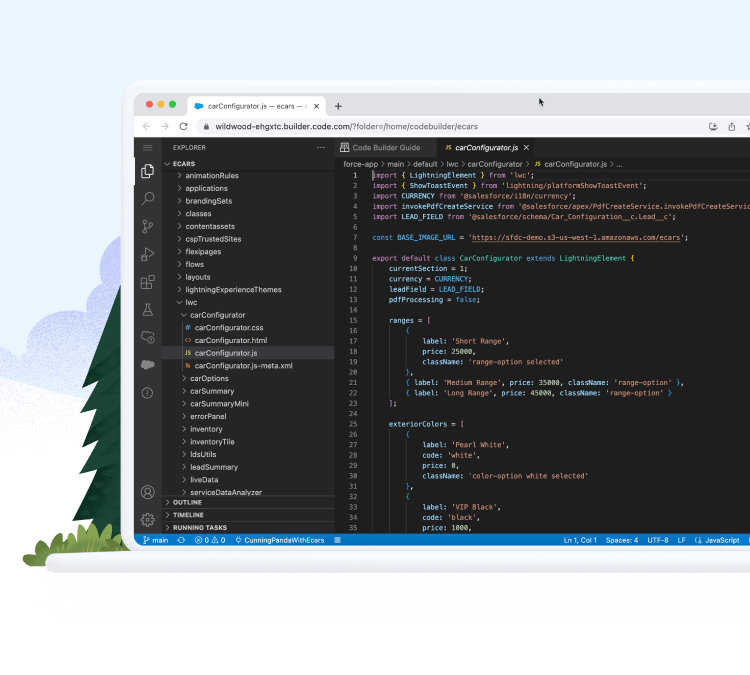 carConfigurator.js — ecars —
wildwood-ehgxtc.builder.code.com/?folder=/home/codebuilder/ecars
EXPLORER
ECARS
animationRules
applications
brandingSets
classes
contentassets
cspTrustedSites
flexipages
flows
layouts
lightningExperienceThemes
lwc
carConfigurator
carConfigurator.css
carConfigurator.html
JS carConfigurator.js
carConfigurator.js-meta.xml
carOptions
carSummary
carSummaryMini
errorPanel
inventory
inventoryTile
ldsUtils
leadSummary
liveData
serviceDataAnalyzer
OUTLINE
TIMELINE
RUNNING TASKS
Code Builder Guide
JS carConfigurator.js
force-app > main > default > lwc > carConfigurator > JS carConfigurator.js > ...
1 import { LightningElement } from 'lwc';
2 import { ShowToastEvent } from 'lightning/platformShowToastEvent';
3 import CURRENCY from '@salesforce/i18n/currency';
4 import invokePdfCreateService from '@salesforce/apex/PdfCreateService.invokePdfCreateServic
5 import LEAD_FIELD from '@salesforce/schema/Car_Configuration__c.Lead__c';
6
7 const BASE_IMAGE_URL = 'https://sfdc-demo.s3-us-west-1.amazonaws.com/ecars';
8
9 export default class CarConfigurator extends LightningElement {
10 currentSection = 1;
11 currency = CURRENCY;
12 leadField = LEAD_FIELD;
13 pdfProcessing = false;
14
15 ranges = [
16 {
17 label: 'Short Range',
18 price: 25000,
19 className: 'range-option selected'
20 },
21 { label: 'Medium Range', price: 35000, className: 'range-option' },
22 { label: 'Long Range', price: 45000, className: 'range-option' }
23 ];
24
25 exteriorColors = [
26 {
27 label: 'Pearl White',
28 code: 'white',
29 price: 0,
30 className: 'color-option white selected'
31 },
32 {
33 label: 'VIP Black',
34 code: 'black',
35 price: 1000,
main 0 0 CunningPandaWithEcars Ln 1, Col 1 Spaces: 4 UTF-8 LF JavaScript